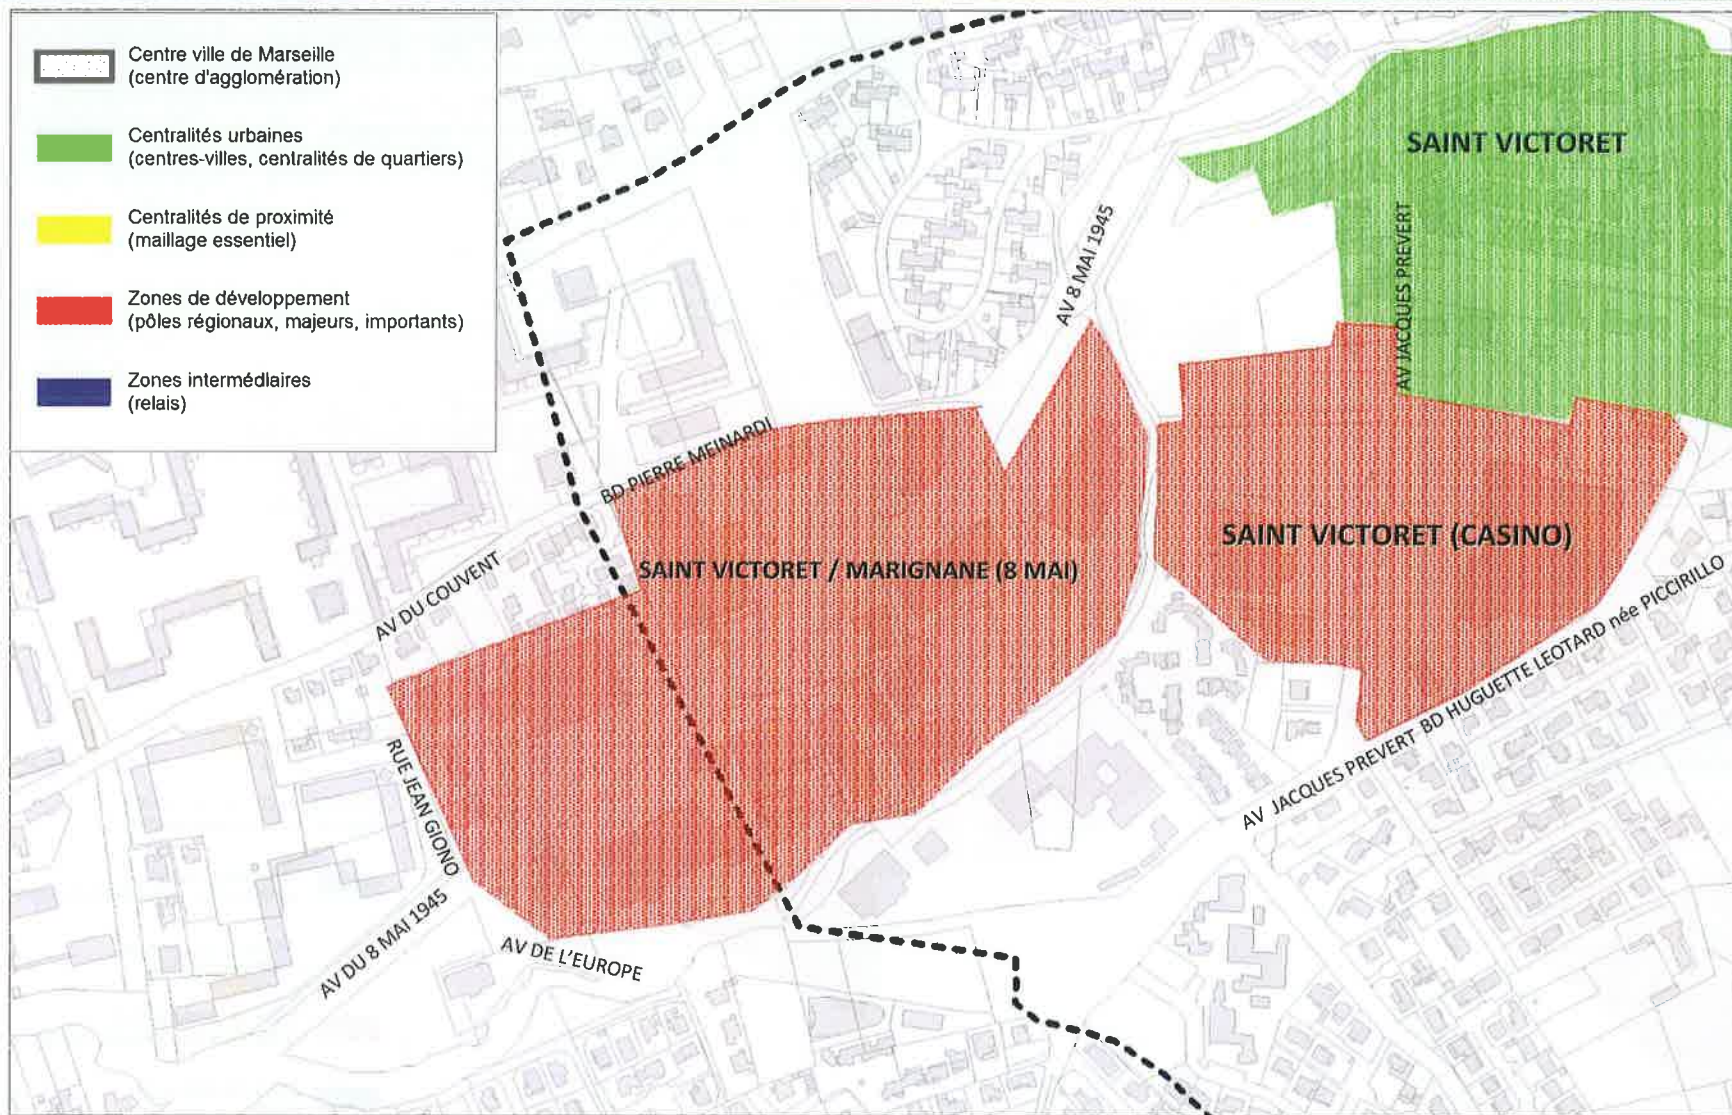 Centre ville de Marseille
(centre d'agglomération)
Centralités urbaines
(centres-villes, centralités de quartiers)
Centralités de proximité
(maillage essentiel)
Zones de développement
(pôles régionaux, majeurs, importants)
Zones intermédiaires
(relais)
SAINT VICTORET
AV JACQUES PREVERT
AV 8 MAI 1945
BD PIERRE MEINARDI
SAINT VICTORET (CASINO)
SAINT VICTORET / MARIGNANE (8 MAI)
AV DU COUVENT
BD HUGUETTE LEOTARD née PICCIRILLO
AV JACQUES PREVERT
RUE JEAN GIONO
AV DU 8 MAI 1945
AV DE L'EUROPE